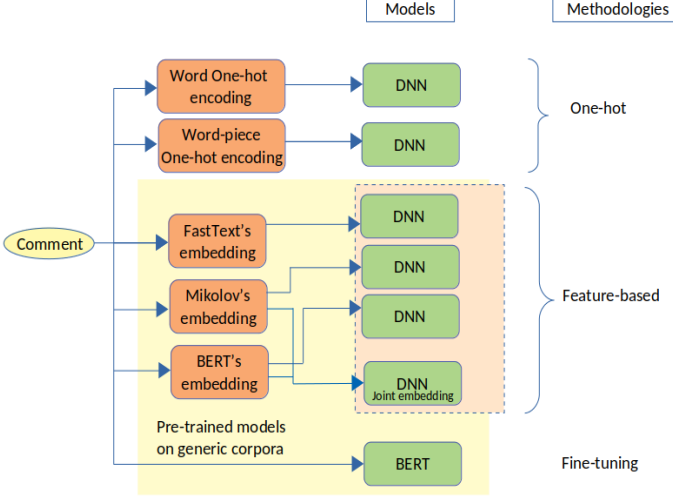 Models
Methodologies
Word One-hot
encoding
DNN
One-hot
Word-piece
One-hot encoding
DNN
Comment
FastText's
embedding
DNN
Mikolov's
embedding
DNN
Feature-based
DNN
BERT's
embedding
DNN
Joint embedding
Pre-trained models
on generic corpora
BERT
Fine-tuning